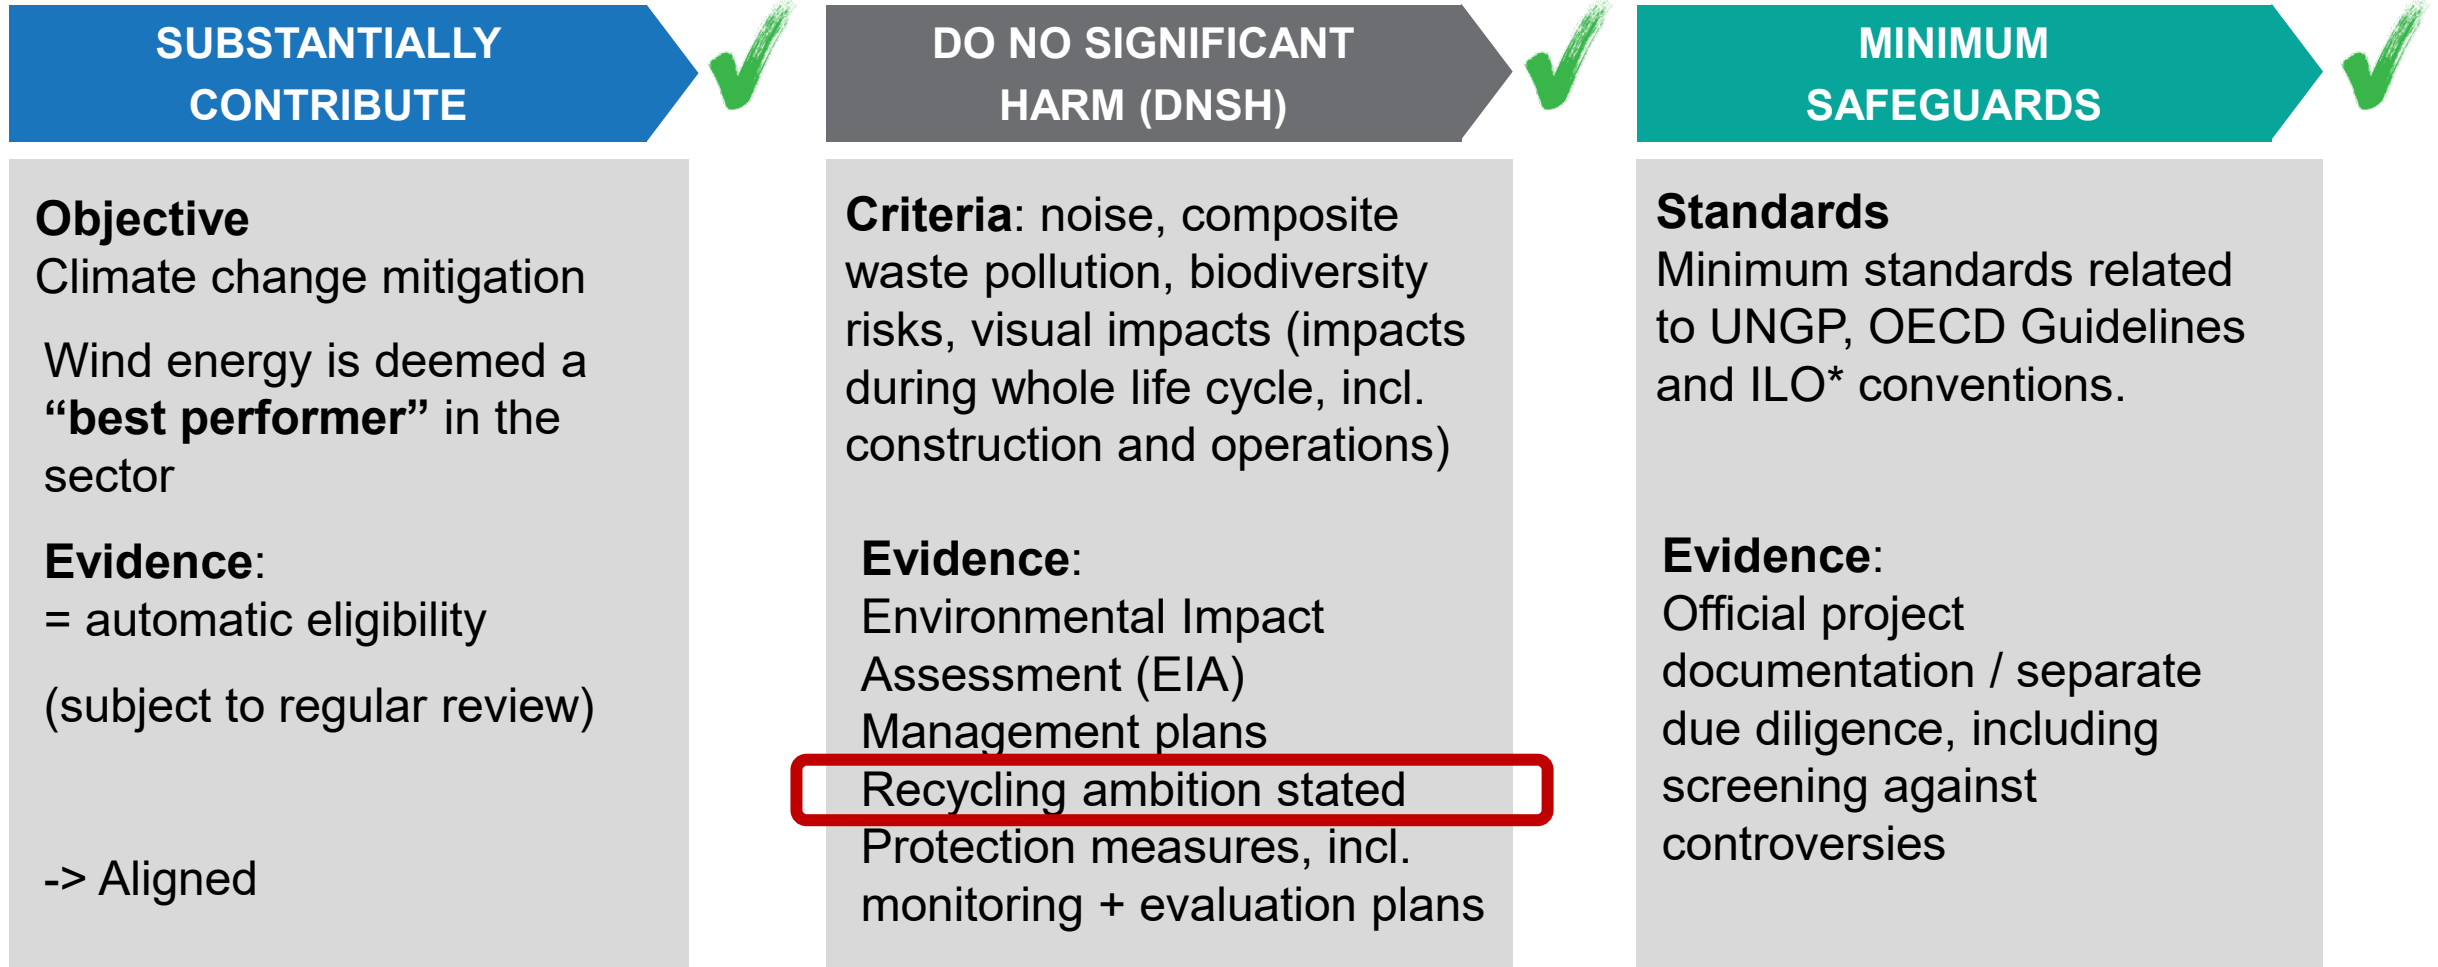 SUBSTANTIALLY
CONTRIBUTE
Objective
Climate change mitigation
Wind energy is deemed a
“best performer” in the
sector
Evidence:
= automatic eligibility
(subject to regular review)
-> Aligned
DO NO SIGNIFICANT
HARM (DNSH)
Criteria: noise, composite
waste pollution, biodiversity
risks, visual impacts (impacts
during whole life cycle, incl.
construction and operations)
Evidence:
Environmental Impact
Assessment (EIA)
Management plans
Recycling ambition stated
Protection measures, incl.
monitoring + evaluation plans
MINIMUM
SAFEGUARDS
Standards
Minimum standards related
to UNGP, OECD Guidelines
and ILO* conventions.
Evidence:
Official project
documentation / separate
due diligence, including
screening against
controversies